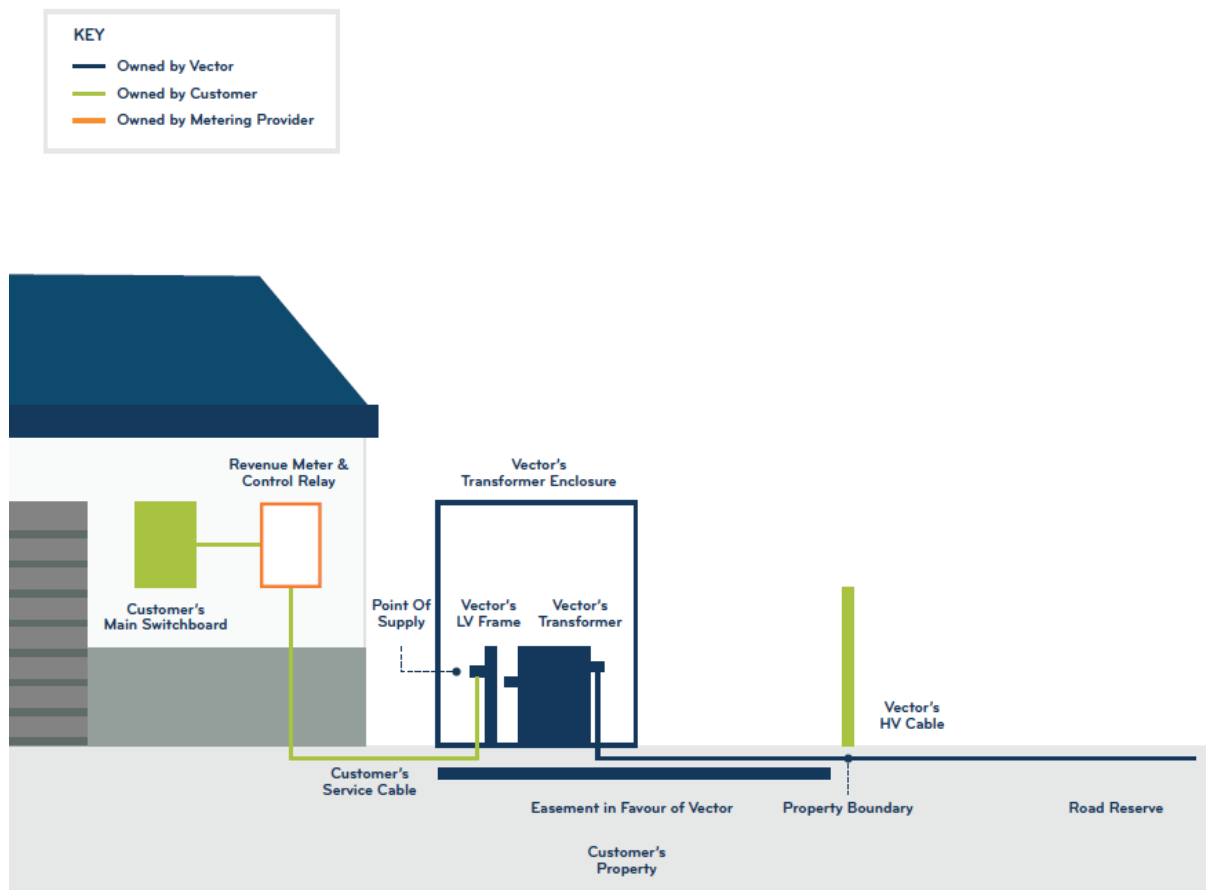 KEY
Owned by Vector
Owned by Customer
Owned by Metering Provider
Revenue Meter &
Control Relay
Vector's
Transformer Enclosure
Customer's
Main Switchboard
Point Of
Supply
Vector's
LV Frame
Vector's
Transformer
Vector's
HV Cable
Customer's
Service Cable
Easement in Favour of Vector
Property Boundary
Road Reserve
Customer's
Property